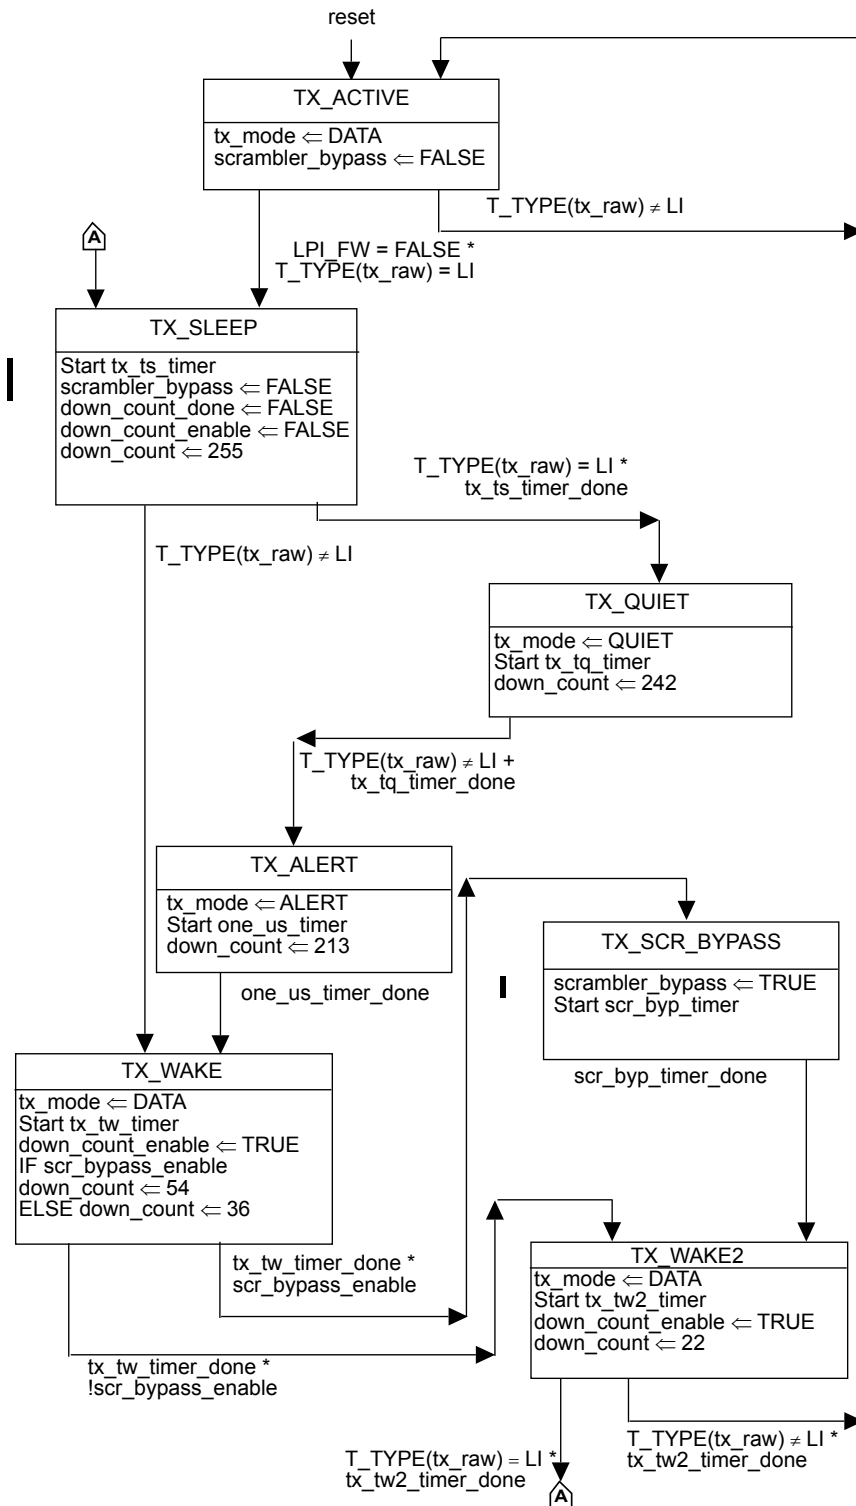 reset
TX_ACTIVE
tx_mode ⇐ DATA
scrambler_bypass ⇐ FALSE
T_TYPE(tx_raw) ≠ LI
A
LPI_FW = FALSE *
T_TYPE(tx_raw) = LI
TX_SLEEP
Start tx_ts_timer
scrambler_bypass ⇐ FALSE
down_count_done ⇐ FALSE
down_count_enable ⇐ FALSE
down_count ⇐ 255
T_TYPE(tx_raw) = LI *
tx_ts_timer_done
T_TYPE(tx_raw) ≠ LI
TX_QUIET
tx_mode ⇐ QUIET
Start tx_tq_timer
down_count ⇐ 242
T_TYPE(tx_raw) ≠ LI +
tx_tq_timer_done
TX_ALERT
tx_mode ⇐ ALERT
Start one_us_timer
down_count ⇐ 213
one_us_timer_done
TX_SCR_BYPASS
scrambler_bypass ⇐ TRUE
Start scr_byp_timer
scr_byp_timer_done
TX_WAKE
tx_mode ⇐ DATA
Start tx_tw_timer
down_count_enable ⇐ TRUE
IF scr_bypass_enable
down_count ⇐ 54
ELSE down_count ⇐ 36
tx_tw_timer_done *
scr_bypass_enable
tx_tw_timer_done *
!scr_bypass_enable
TX_WAKE2
tx_mode ⇐ DATA
Start tx_tw2_timer
down_count_enable ⇐ TRUE
down_count ⇐ 22
T_TYPE(tx_raw) = LI *
tx_tw2_timer_done
T_TYPE(tx_raw) ≠ LI *
tx_tw2_timer_done
A